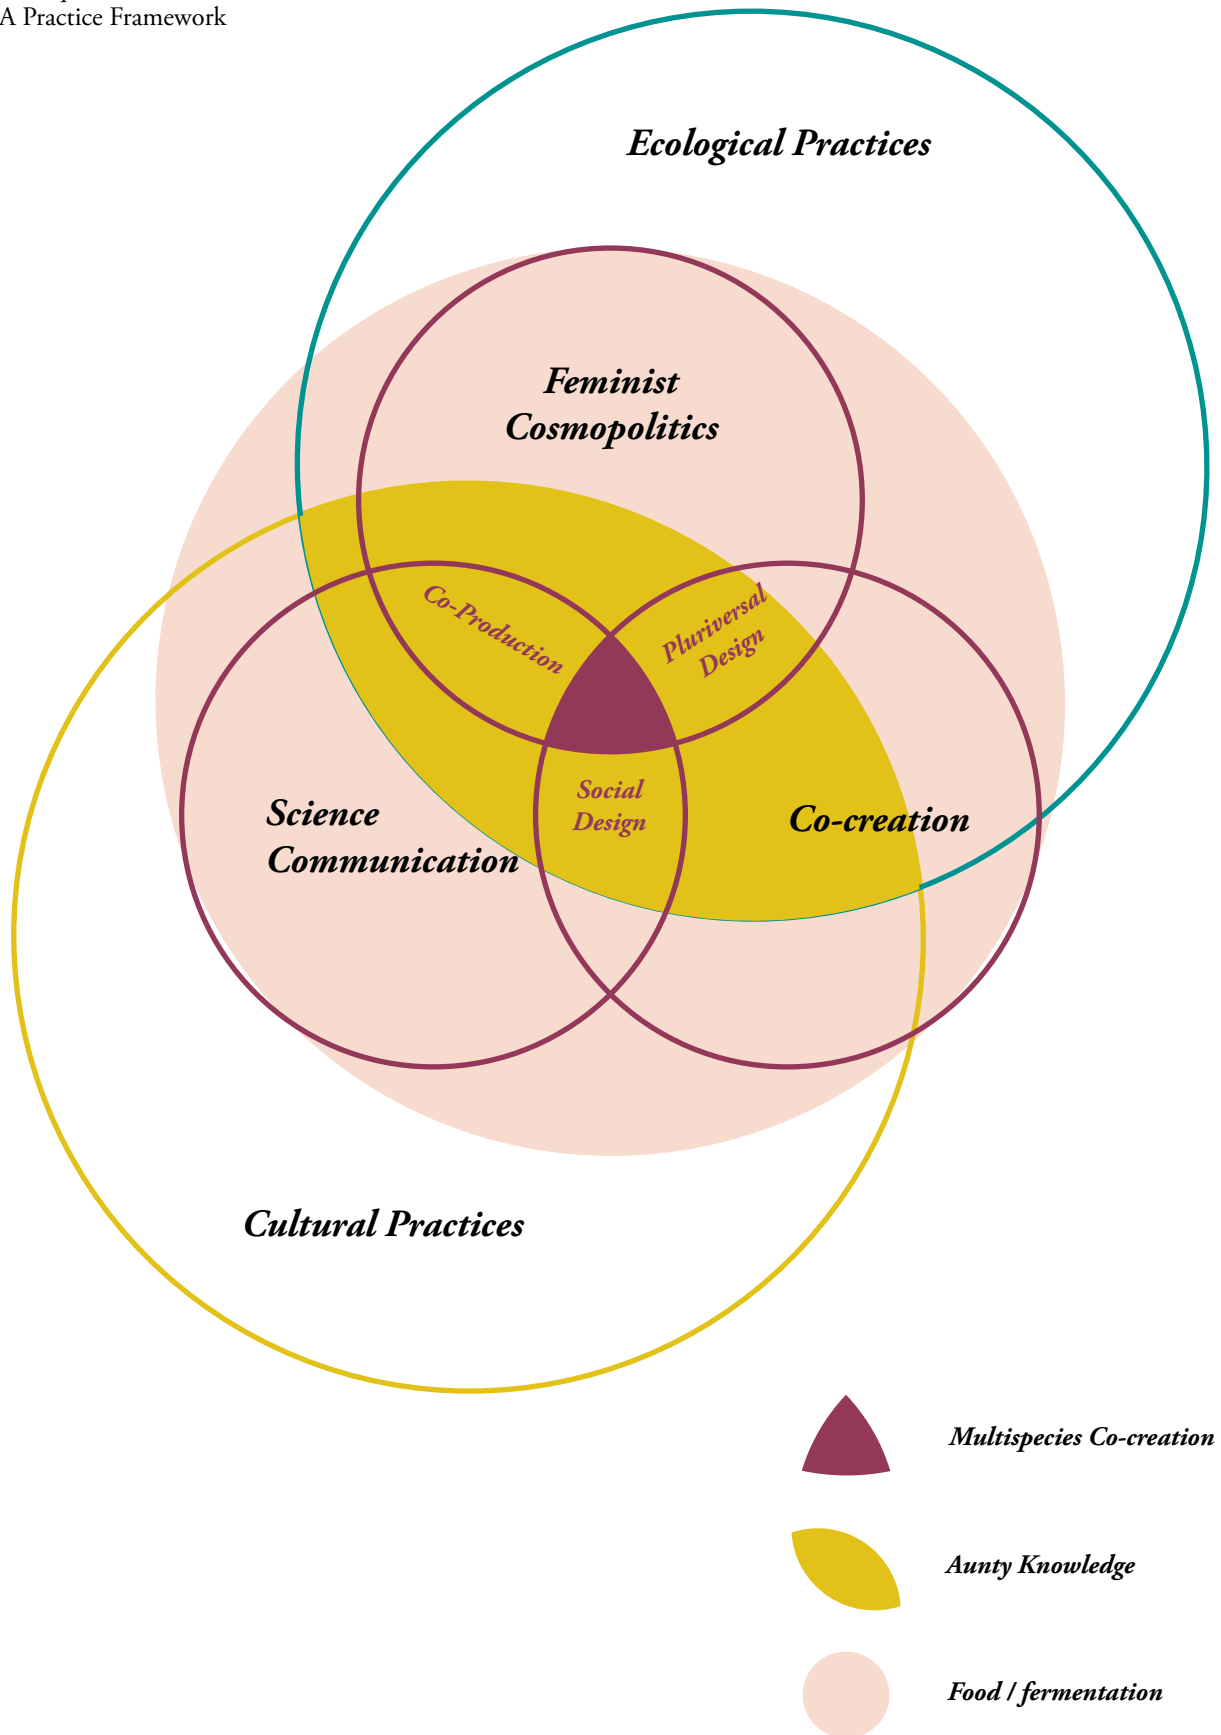 A Practice Framework
Ecological Practices
Feminist
Cosmopolitics
Co-Production
Pluriversal
Design
Social
Design
Science
Communication
Co-creation
Cultural Practices
Multispecies Co-creation
Aunty Knowledge
Food / fermentation